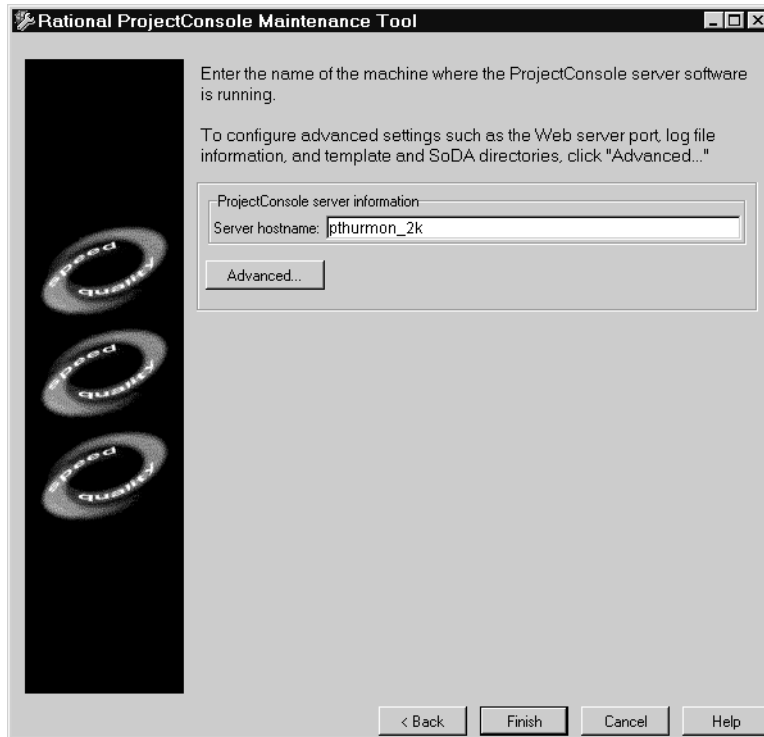 Rational ProjectConsole Maintenance Tool
Enter the name of the machine where the ProjectConsole server software
is running.
To configure advanced settings such as the Web server port, log file
information, and template and SoDA directories, click "Advanced..."
ProjectConsole server information
Server hostname: pthurmon_2k
Advanced...
speed
quality
speed
quality
speed
quality
< Back Finish Cancel Help